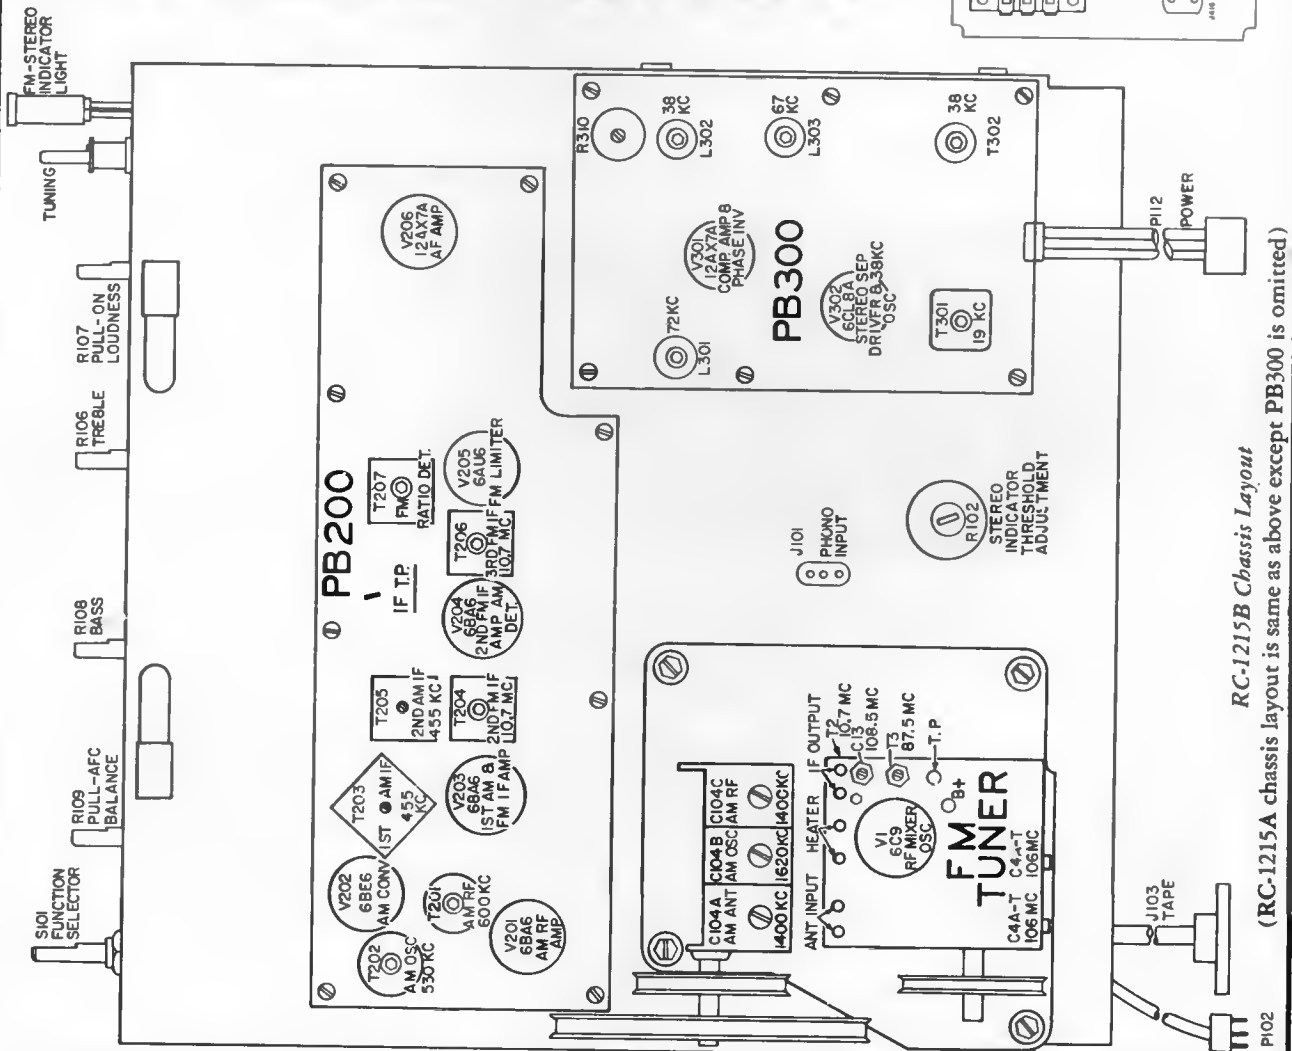 FM-STEREO
INDICATOR
LIGHT
TUNING
R107
PULL-ON
LOUDNESS
R106
TREBLE
R108
BASS
R109
PULL-AFC
BALANCE
S101
FUNCTION
SELECTOR
PB200
V206
12AX7A
AF AMP
T207
FM
RATIO DET.
V205
6AU6
FM LIMITER
IF T.P.
T206
3RD FM IF
10.7 MC
V204
6BA6
2ND FM IF
AMP AM
DET.
T205
2ND AM IF
455 KC
T204
2ND FM IF
10.7 MC
T203
1ST AM IF
455
KC
V203
6BA6
1ST AM &
FM IF AMP
V202
6BE6
AM CONV
T201
AM RF
600KC
T202
AM OSC
530 KC
V201
6BA6
AM RF
AMP
PB300
R310
38
KC
L302
67
KC
L303
38
KC
T302
V301
12AX7A
COMP. AMP &
PHASE INV
72KC
L301
V302
6CL8A
STEREO SEP
DRIVER & 38KC
OSC
T301
19 KC
P112
POWER
J101
PHONO
INPUT
R102
STEREO
INDICATOR
THRESHOLD
ADJUSTMENT
C104A
AM ANT
1400 KC
C104B
AM OSC
1620KC
C104C
AM RF
1400KC
ANT INPUT
HEATER
IF OUTPUT
T2
10.7 MC
C13
108.5 MC
T3
87.5 MC
T.P.
B+
V1
6C9
RF MIXER
OSC
FM
TUNER
C4A-T
106 MC
C4A-T
106MC
J103
TAPE
P102
J416
RC-1215B Chassis Layout
(RC-1215A chassis layout is same as above except PB300 is omitted)